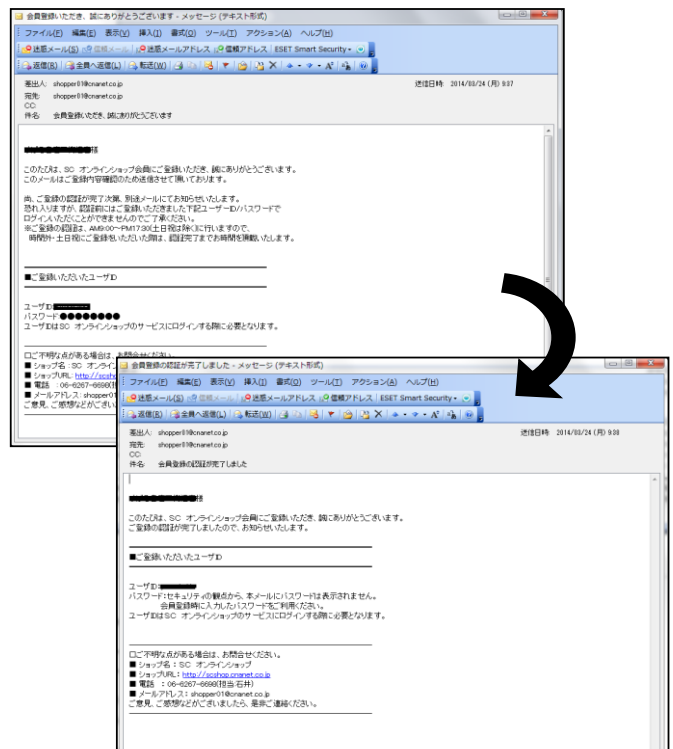 会員登録いただき、誠にありがとうございます - メッセージ (テキスト形式)
ファイル(F) 編集(E) 表示(V) 挿入(I) 書式(O) ツール(T) アクション(A) ヘルプ(H)
迷惑メール(S) 信頼メール 迷惑メールアドレス 信頼アドレス ESET Smart Security
返信(R) 全員へ返信(L) 転送(W)
差出人: shopper01@cnanet.co.jp 送信日時: 2014/03/24 (月) 9:37
宛先: shopper01@cnanet.co.jp
CC:
件名: 会員登録いただき、誠にありがとうございます
様
このたびは、SC オンラインショップ会員にご登録いただき、誠にありがとうございます。
このメールはご登録内容確認のため送信させて頂いております。
尚、ご登録の認証が完了次第、別途メールにてお知らせいたします。
恐れ入りますが、認証前にはご登録いただきました下記ユーザーID/パスワードで
ログインいただくことができませんのでご了承ください。
※ご登録の認証は、AM9:00～PM17:30(土日祝は除く)に行いますので、
時間外・土日祝にご登録をいただいた際は、認証完了までお時間を頂戴いたします。
■ご登録いただいたユーザID
ユーザID:
パスワード:●●●●●●●●
ユーザIDはSC オンラインショップのサービスにログインする際に必要となります。
□ご不明な点がある場合は、お問合せください。
■ ショップ名:SC オンライン
■ ショップURL: http://scsho
■ 電話 :06-6267-6698(担
■ メールアドレス: shopper01
ご意見、ご感想などがござい
会員登録の認証が完了しました - メッセージ (テキスト形式)
ファイル(F) 編集(E) 表示(V) 挿入(I) 書式(O) ツール(T) アクション(A) ヘルプ(H)
迷惑メール(S) 信頼メール 迷惑メールアドレス 信頼アドレス ESET Smart Security
返信(R) 全員へ返信(L) 転送(W)
差出人: shopper01@cnanet.co.jp 送信日時: 2014/03/24 (月) 9:38
宛先: shopper01@cnanet.co.jp
CC:
件名: 会員登録の認証が完了しました
様
このたびは、SC オンラインショップ会員にご登録いただき、誠にありがとうございます。
ご登録の認証が完了しましたので、お知らせいたします。
■ご登録いただいたユーザID
ユーザID:
パスワード:セキュリティの観点から、本メールにパスワードは表示されません。
会員登録時に入力したパスワードをご利用ください。
ユーザIDはSC オンラインショップのサービスにログインする際に必要となります。
□ご不明な点がある場合は、お問合せください。
■ ショップ名:SC オンラインショップ
■ ショップURL: http://scshop.cnanet.co.jp
■ 電話 :06-6267-6698(担当:石井)
■ メールアドレス: shopper01@cnanet.co.jp
ご意見、ご感想などがございましたら、是非ご連絡ください。